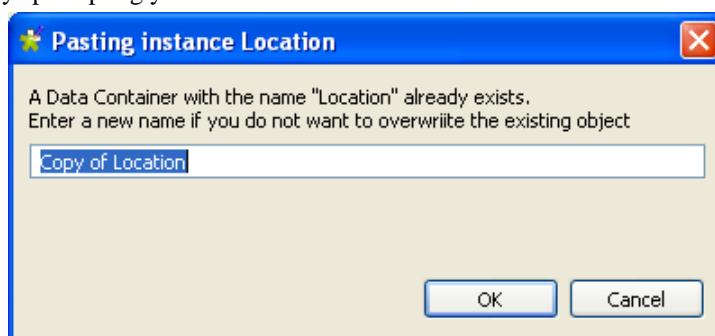 Pasting instance Location
A Data Container with the name "Location" already exists.
Enter a new name if you do not want to overwriite the existing object
Copy of Location
OK Cancel